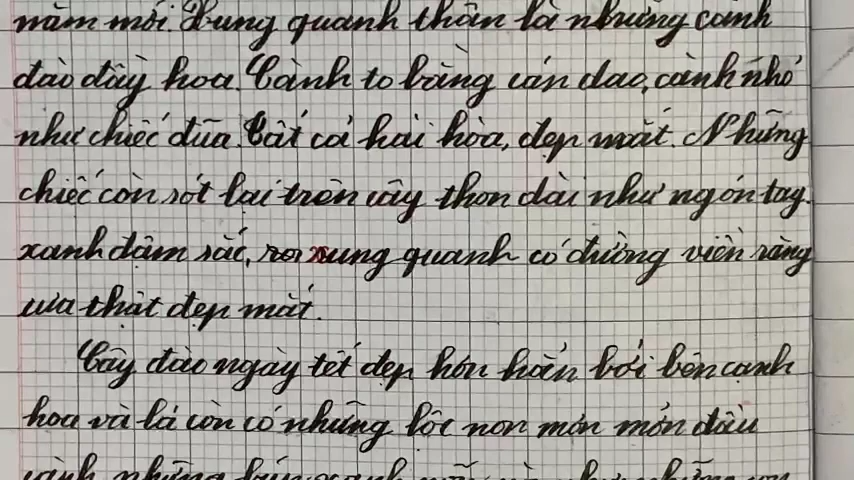 năm mới. Xung quanh thân là những cành
đào đầy hoa. Cành to bằng cán dao, cành nhỏ
như chiếc đũa. Tất cả hài hòa, đẹp mắt. Những
chiếc còn sót lại trên cây thon dài như ngón tay.
xanh đậm sắc, xung quanh có đường viền răng
cưa thật đẹp mắt.
Cây đào ngày tết đẹp hơn hẳn bởi bên cạnh
hoa và lá còn có những lộc non mơn mởn đầu
cành những